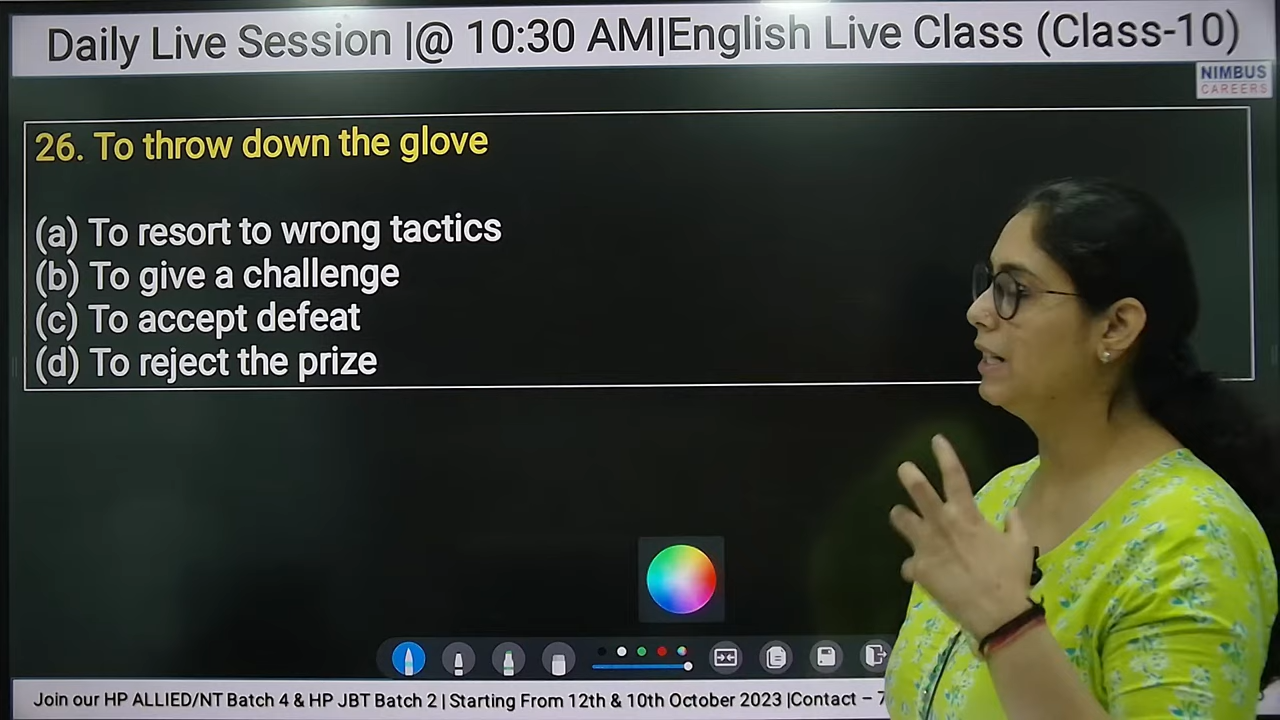 Daily Live Session |@ 10:30 AM|English Live Class (Class-10)
NIMBUS
CAREERS
26. To throw down the glove
(a) To resort to wrong tactics
(b) To give a challenge
(c) To accept defeat
(d) To reject the prize
Join our HP ALLIED/NT Batch 4 & HP JBT Batch 2 | Starting From 12th & 10th October 2023 |Contact – 7